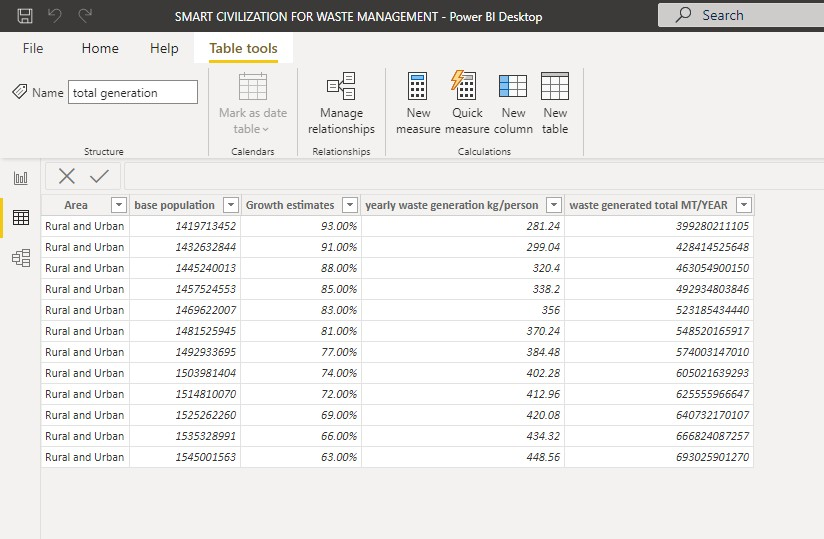 SMART CIVILIZATION FOR WASTE MANAGEMENT - Power BI Desktop
Search
File Home Help Table tools
Name total generation
Mark as date table
Manage relationships
New measure
Quick measure
New column
New table
Structure Calendars Relationships Calculations
Area base population Growth estimates yearly waste generation kg/person waste generated total MT/YEAR
Rural and Urban 1419713452 93.00% 281.24 399280211105
Rural and Urban 1432632844 91.00% 299.04 428414525648
Rural and Urban 1445240013 88.00% 320.4 463054900150
Rural and Urban 1457524553 85.00% 338.2 492934803846
Rural and Urban 1469622007 83.00% 356 523185434440
Rural and Urban 1481525945 81.00% 370.24 548520165917
Rural and Urban 1492933695 77.00% 384.48 574003147010
Rural and Urban 1503981404 74.00% 402.28 605021639293
Rural and Urban 1514810070 72.00% 412.96 625555966647
Rural and Urban 1525262260 69.00% 420.08 640732170107
Rural and Urban 1535328991 66.00% 434.32 666824087257
Rural and Urban 1545001563 63.00% 448.56 693025901270